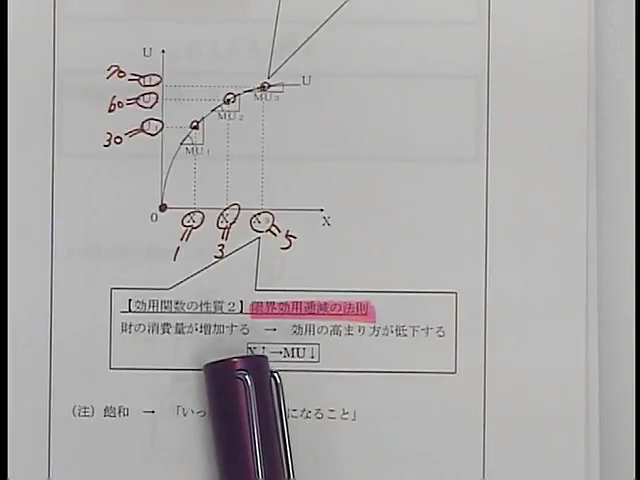 U
70
60
30
U
MU₃
MU₂
MU₁
0
X
1
3
5
【効用関数の性質２】限界効用逓減の法則
財の消費量が増加する → 効用の高まり方が低下する
X↑→MU↓
(注) 飽和 → 「いっ
になること」